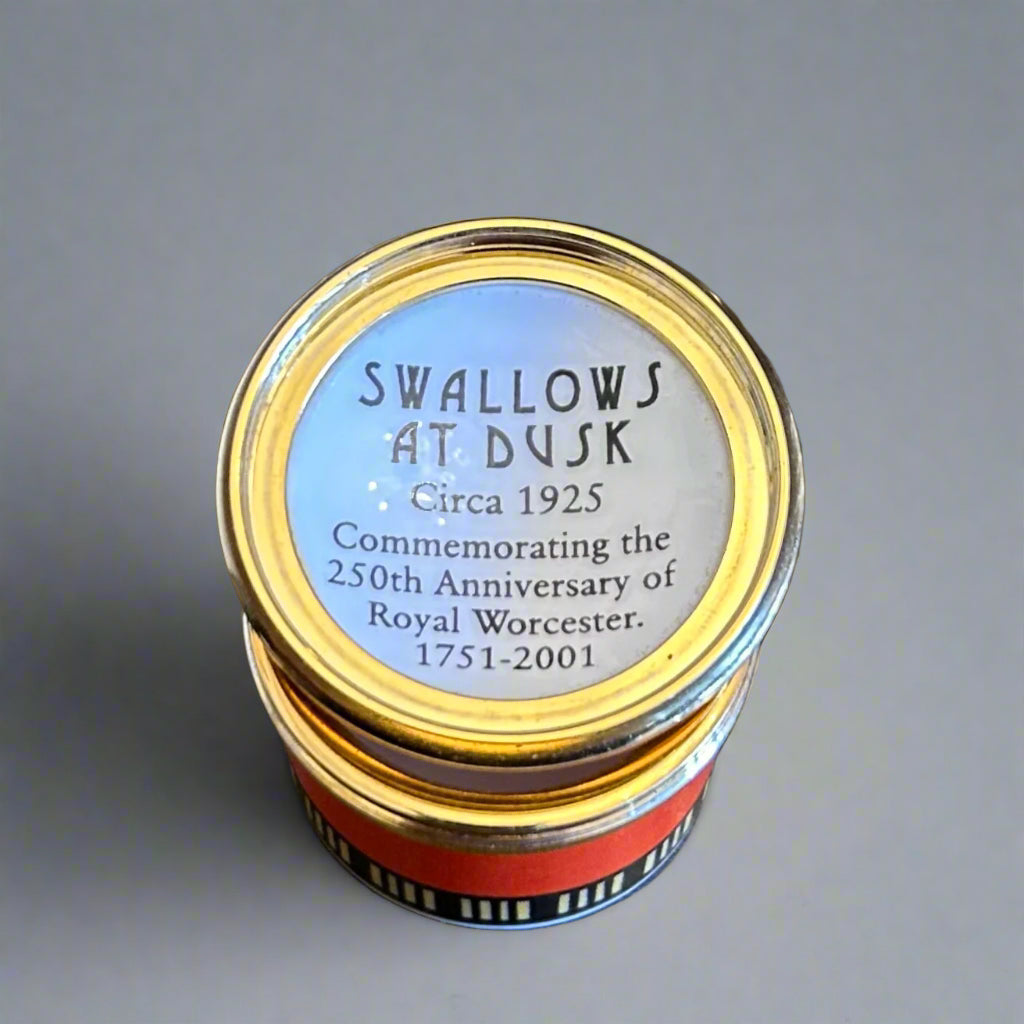 SWALLOWS
AT DUSK
Circa 1925
Commemorating the
250th Anniversary of
Royal Worcester.
1751-2001